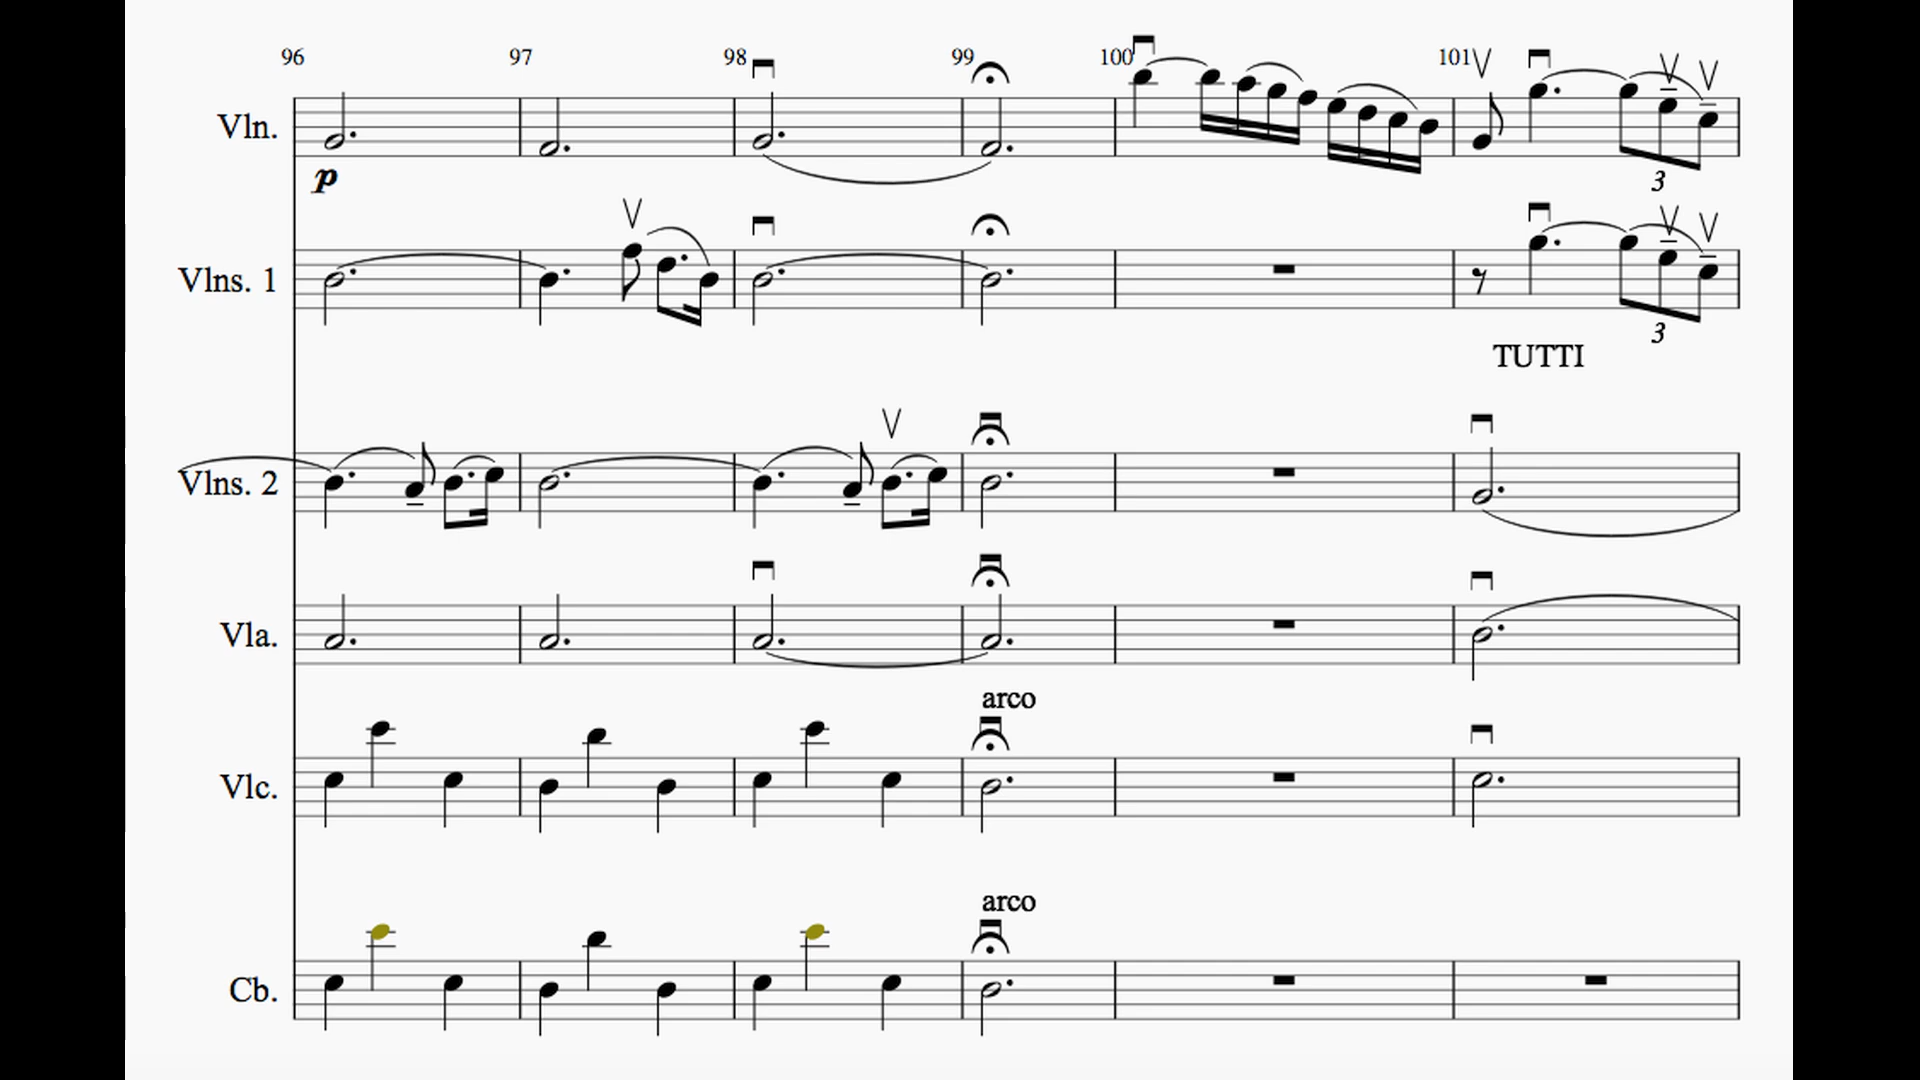 96 97 98 99 100 101
Vln.
p
3
Vlns. 1
3
TUTTI
Vlns. 2
Vla.
arco
Vlc.
arco
Cb.